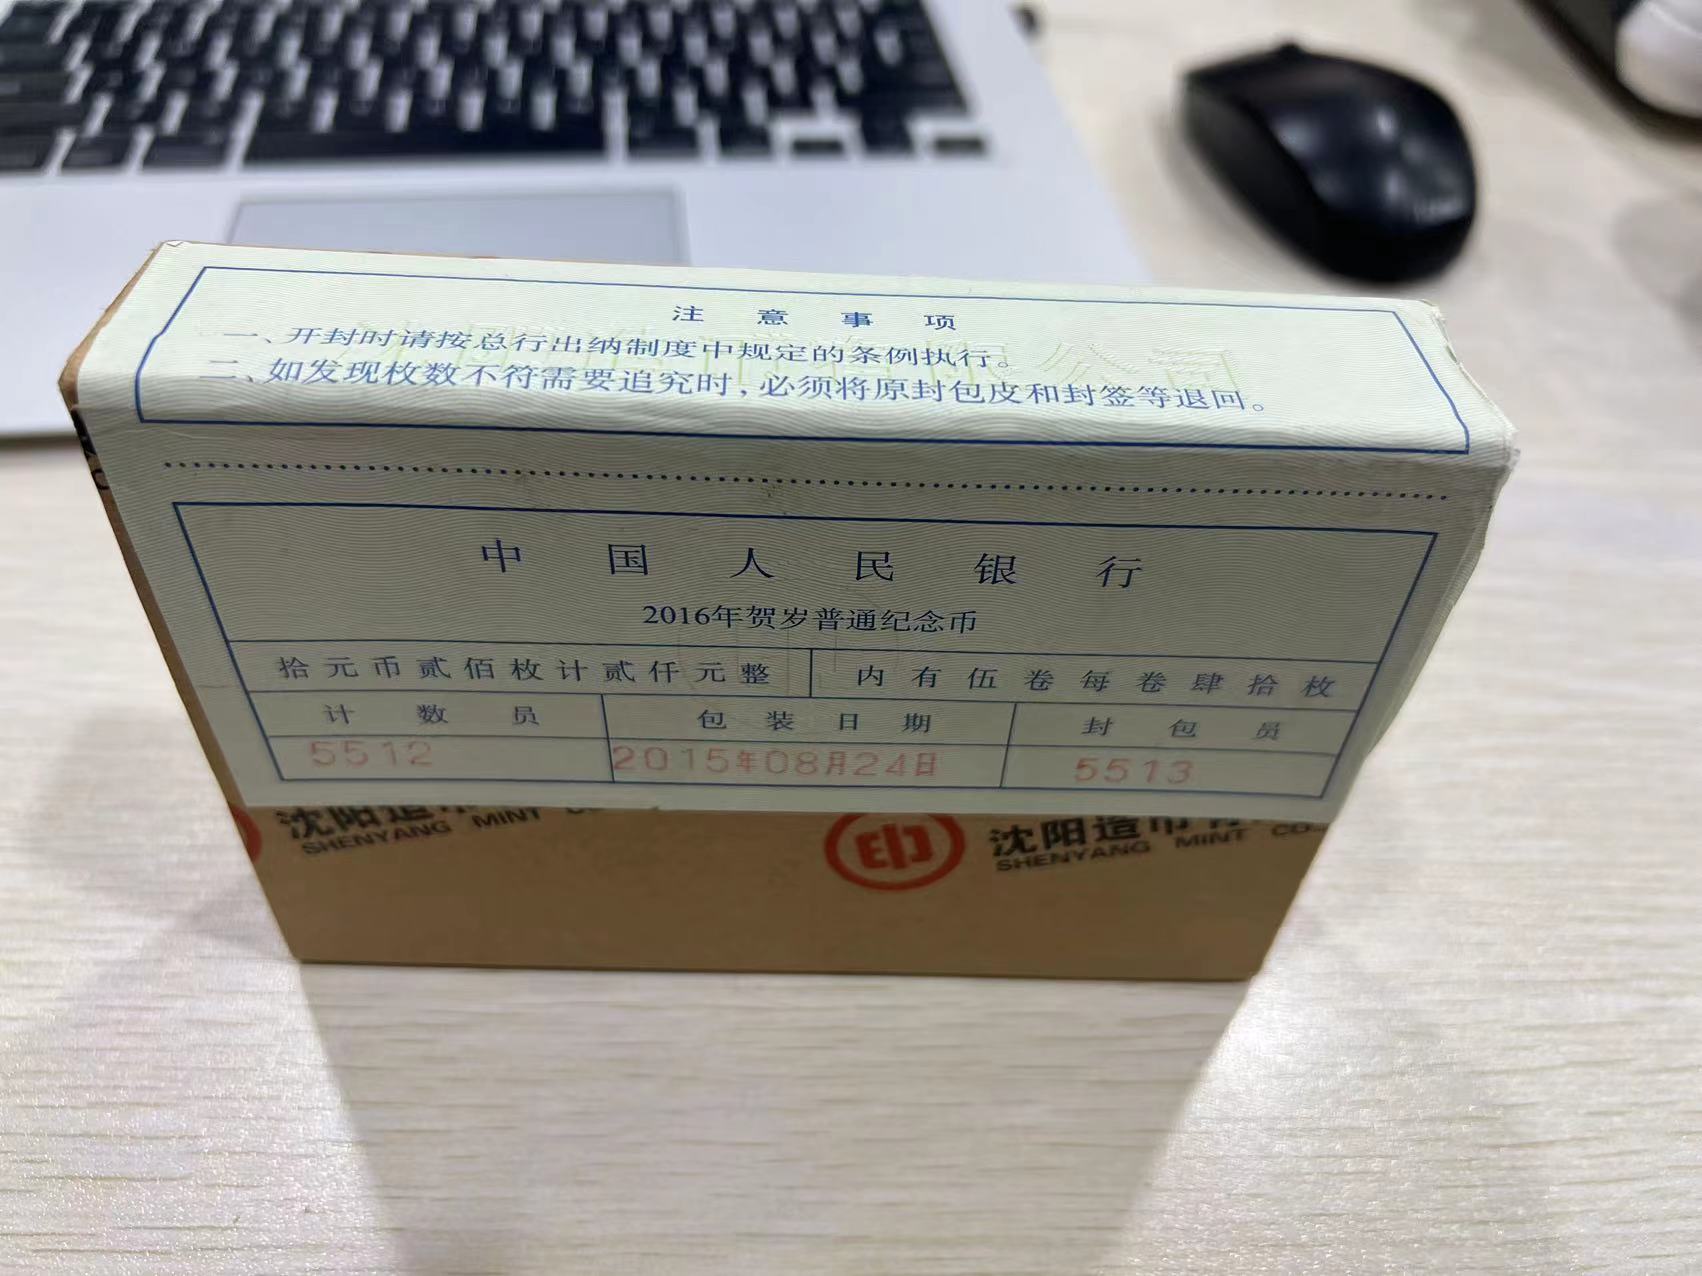 注意事项
一、开封时请按总行出纳制度中规定的条例执行。
二、如发现枚数不符需要追究时，必须将原封包皮和封签等退回。
中国人民银行
2016年贺岁普通纪念币
拾元币贰佰枚计贰仟元整 内有伍卷每卷肆拾枚
计数员 包装日期 封包员
5512 2015年08月24日 5513
沈阳造币 印 沈阳造币有
SHENYANG MINT CO SHENYANG MINT CO